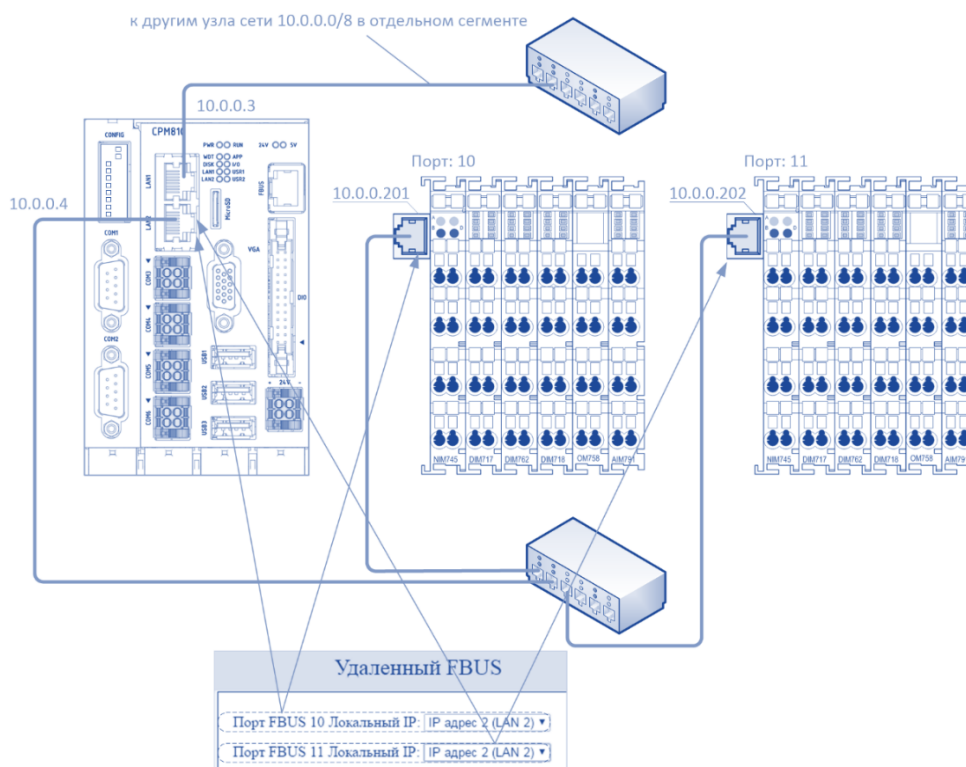 к другим узла сети 10.0.0.0/8 в отдельном сегменте
10.0.0.3
CONFIG
CPM810
PWR RUN
24V 5V
WDT APP
DISK I/O
LAN1 USR1
LAN2 USR2
LAN1
FBUS
MicroSD
10.0.0.4
LAN2
Порт: 10
10.0.0.201
Порт: 11
10.0.0.202
COM1
VGA
COM3
DIO
COM4
COM2
COM5
USB1
24V
USB2
COM6
USB3
NIM745 DIM717 DIM762 DIM718 OM758 AIM791
NIM745 DIM717 DIM762 DIM718 OM758 AIM79
Удаленный FBUS
Порт FBUS 10 Локальный IP: IP адрес 2 (LAN 2)
Порт FBUS 11 Локальный IP: IP адрес 2 (LAN 2)